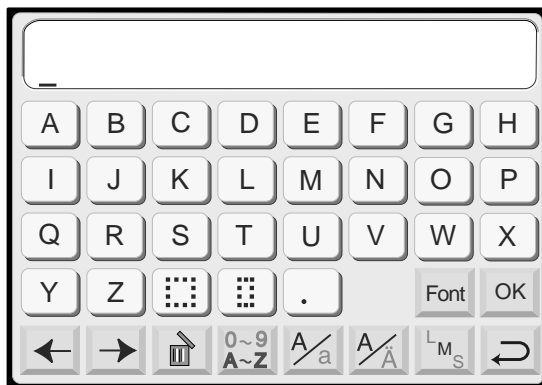 _
A B C D E F G H
I J K L M N O P
Q R S T U V W X
Y Z . Font OK
0~9
A~Z A/a A/Ä L M S